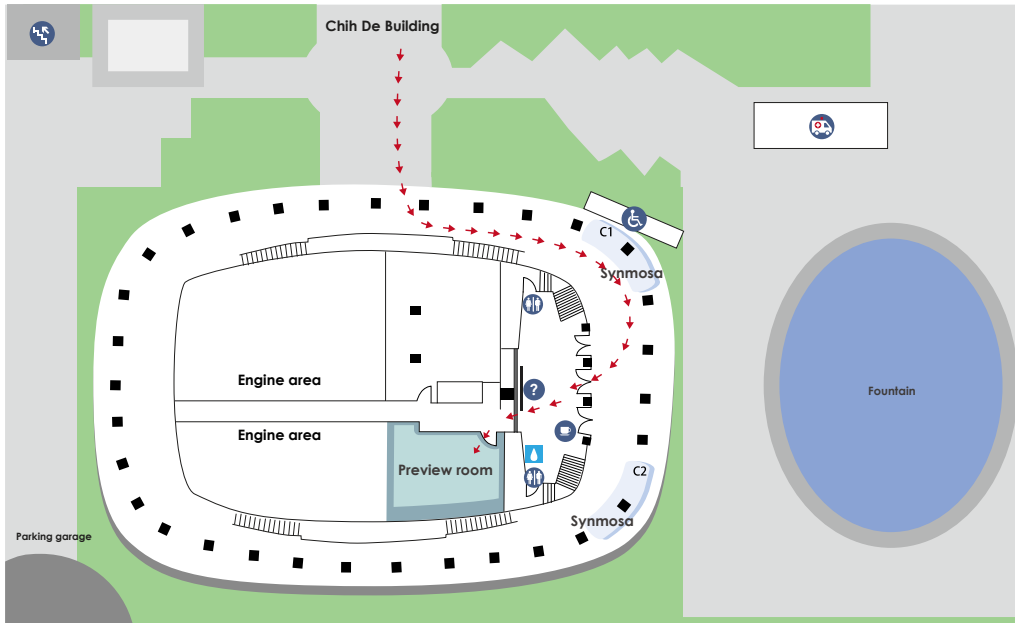 Chih De Building
C1
Synmosa
Engine area
?
Fountain
Engine area
Preview room
C2
Synmosa
Parking garage